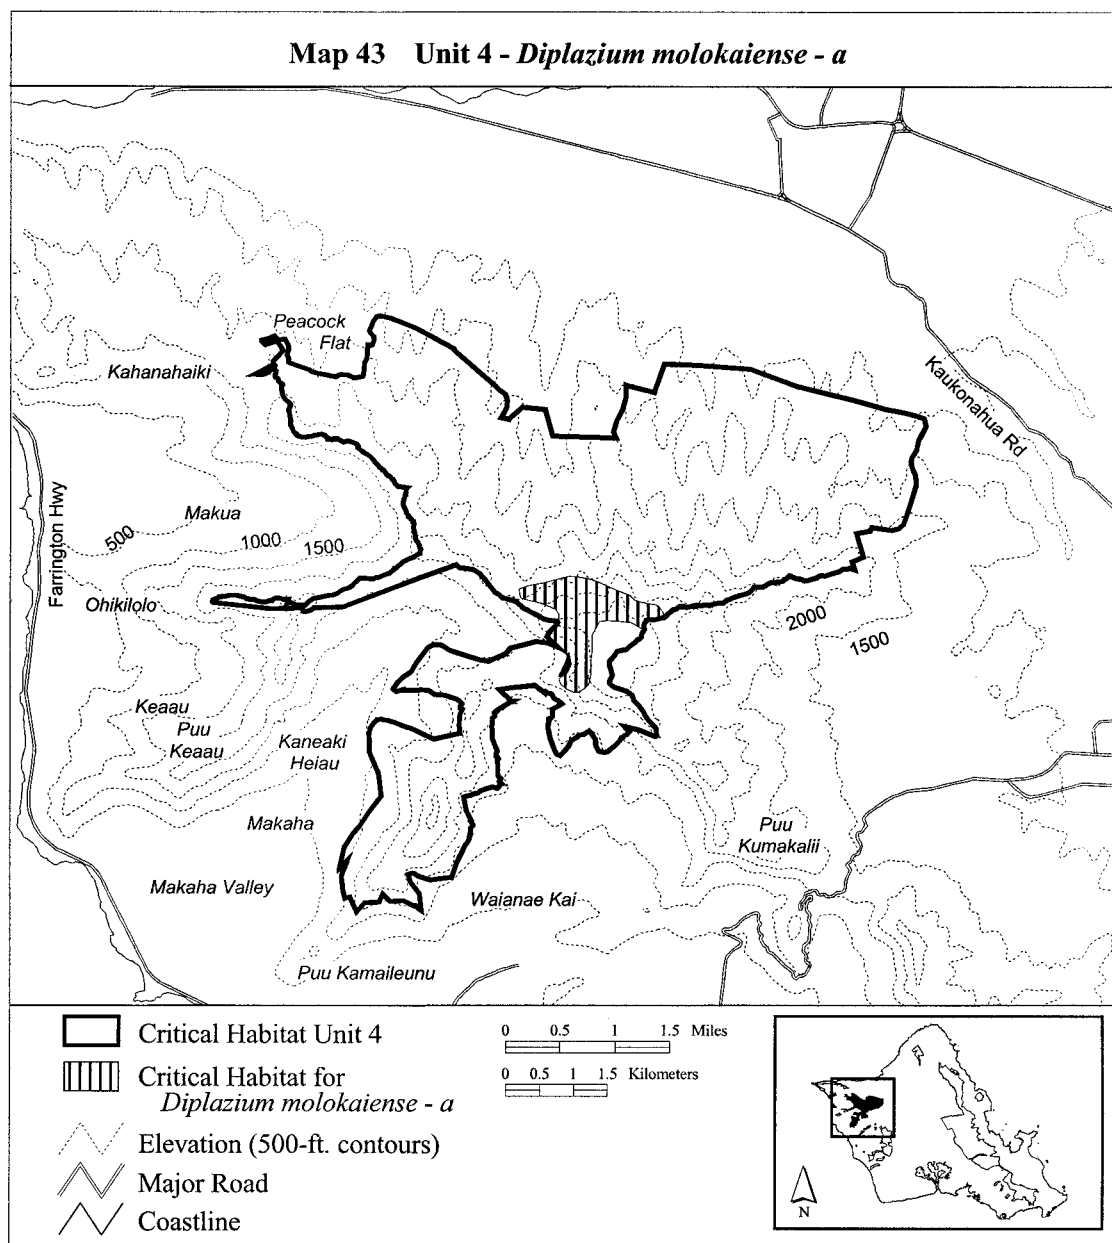 Map 43 Unit 4 - Diplazium molokaiense - a
Peacock
Flat
Kahanahaiki
Kaukonahua Rd
Farrington Hwy
Makua
500
1000
1500
Ohikilolo
2000
1500
Keaau
Puu
Keaau
Kaneaki
Heiau
Makaha
Puu
Kumakalii
Makaha Valley
Waianae Kai
Puu Kamaileunu
Critical Habitat Unit 4
Critical Habitat for
Diplazium molokaiense - a
Elevation (500-ft. contours)
Major Road
Coastline
0 0.5 1 1.5 Miles
0 0.5 1 1.5 Kilometers
N